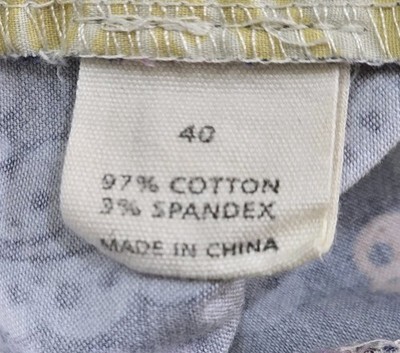 40
97% COTTON
3% SPANDEX
MADE IN CHINA